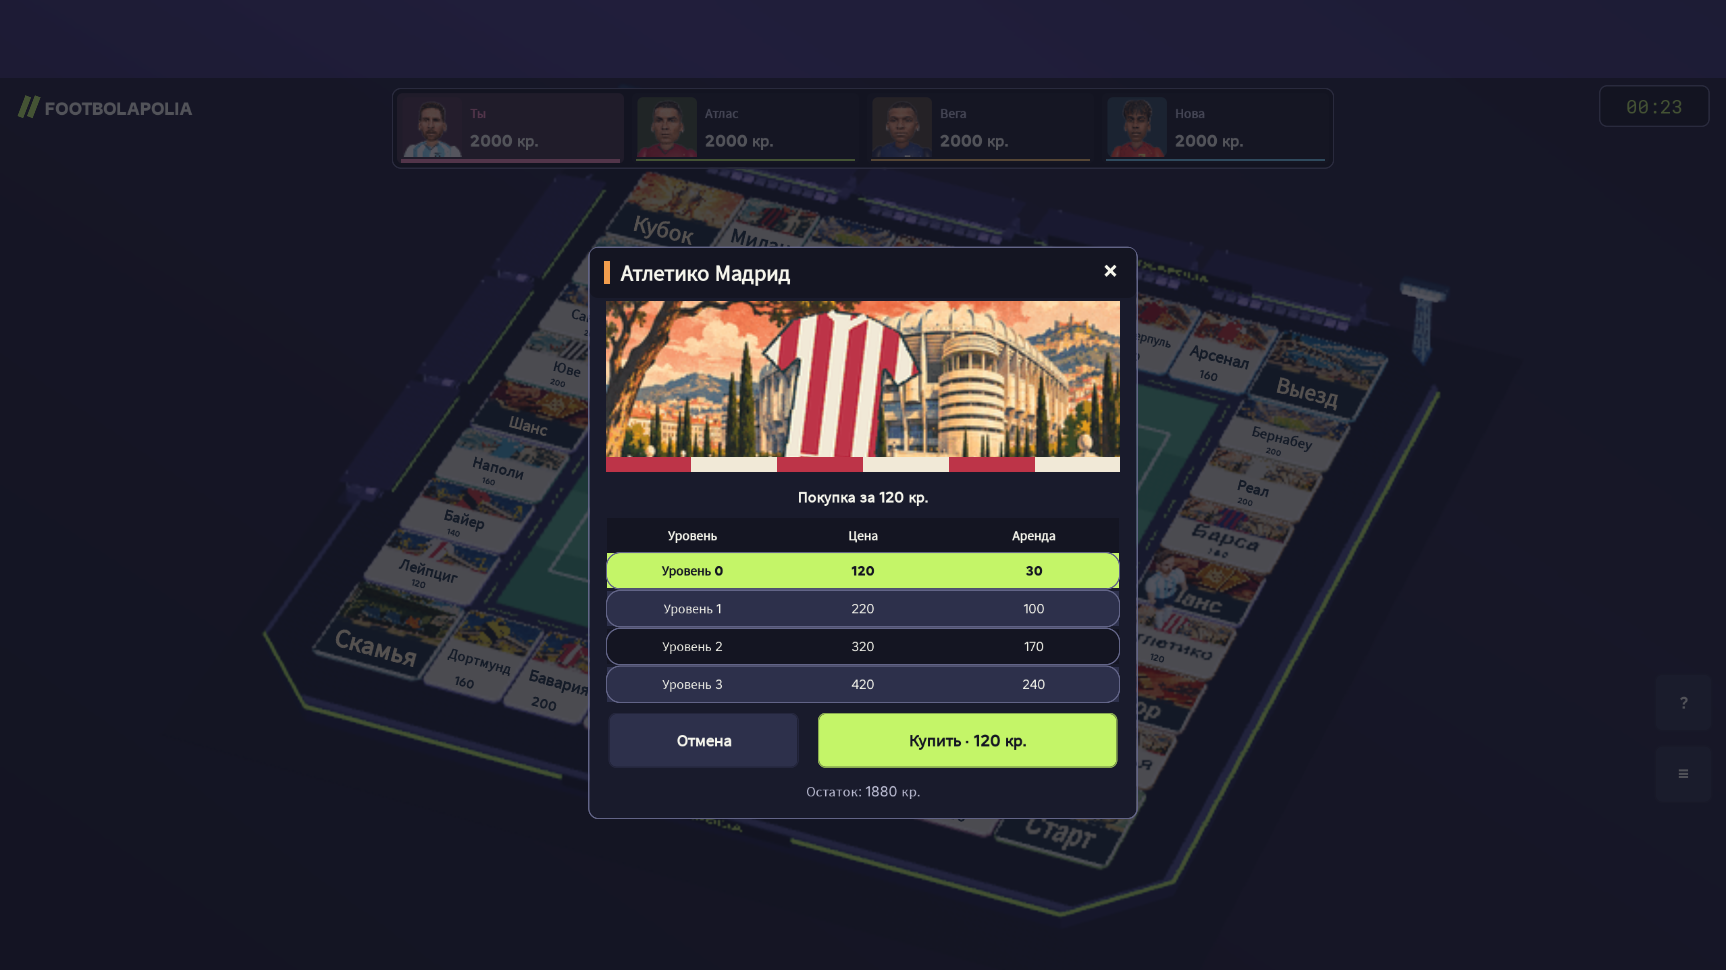 FOOTBOLAPOLIA
Ты
2000 кр.
Атлас
2000 кр.
Вега
2000 кр.
Нова
2000 кр.
00:23
Кубок
Милан
Юве
200
Шанс
Наполи
160
Байер
140
Лейпциг
120
Скамья
Дортмунд
160
Бавария
200
Арсенал
160
Выезд
Бернабеу
200
Реал
200
Барса
180
120
Старт
Атлетико Мадрид
×
Покупка за 120 кр.
Уровень Цена Аренда
Уровень 0 120 30
Уровень 1 220 100
Уровень 2 320 170
Уровень 3 420 240
Отмена
Купить · 120 кр.
Остаток: 1880 кр.
?
≡